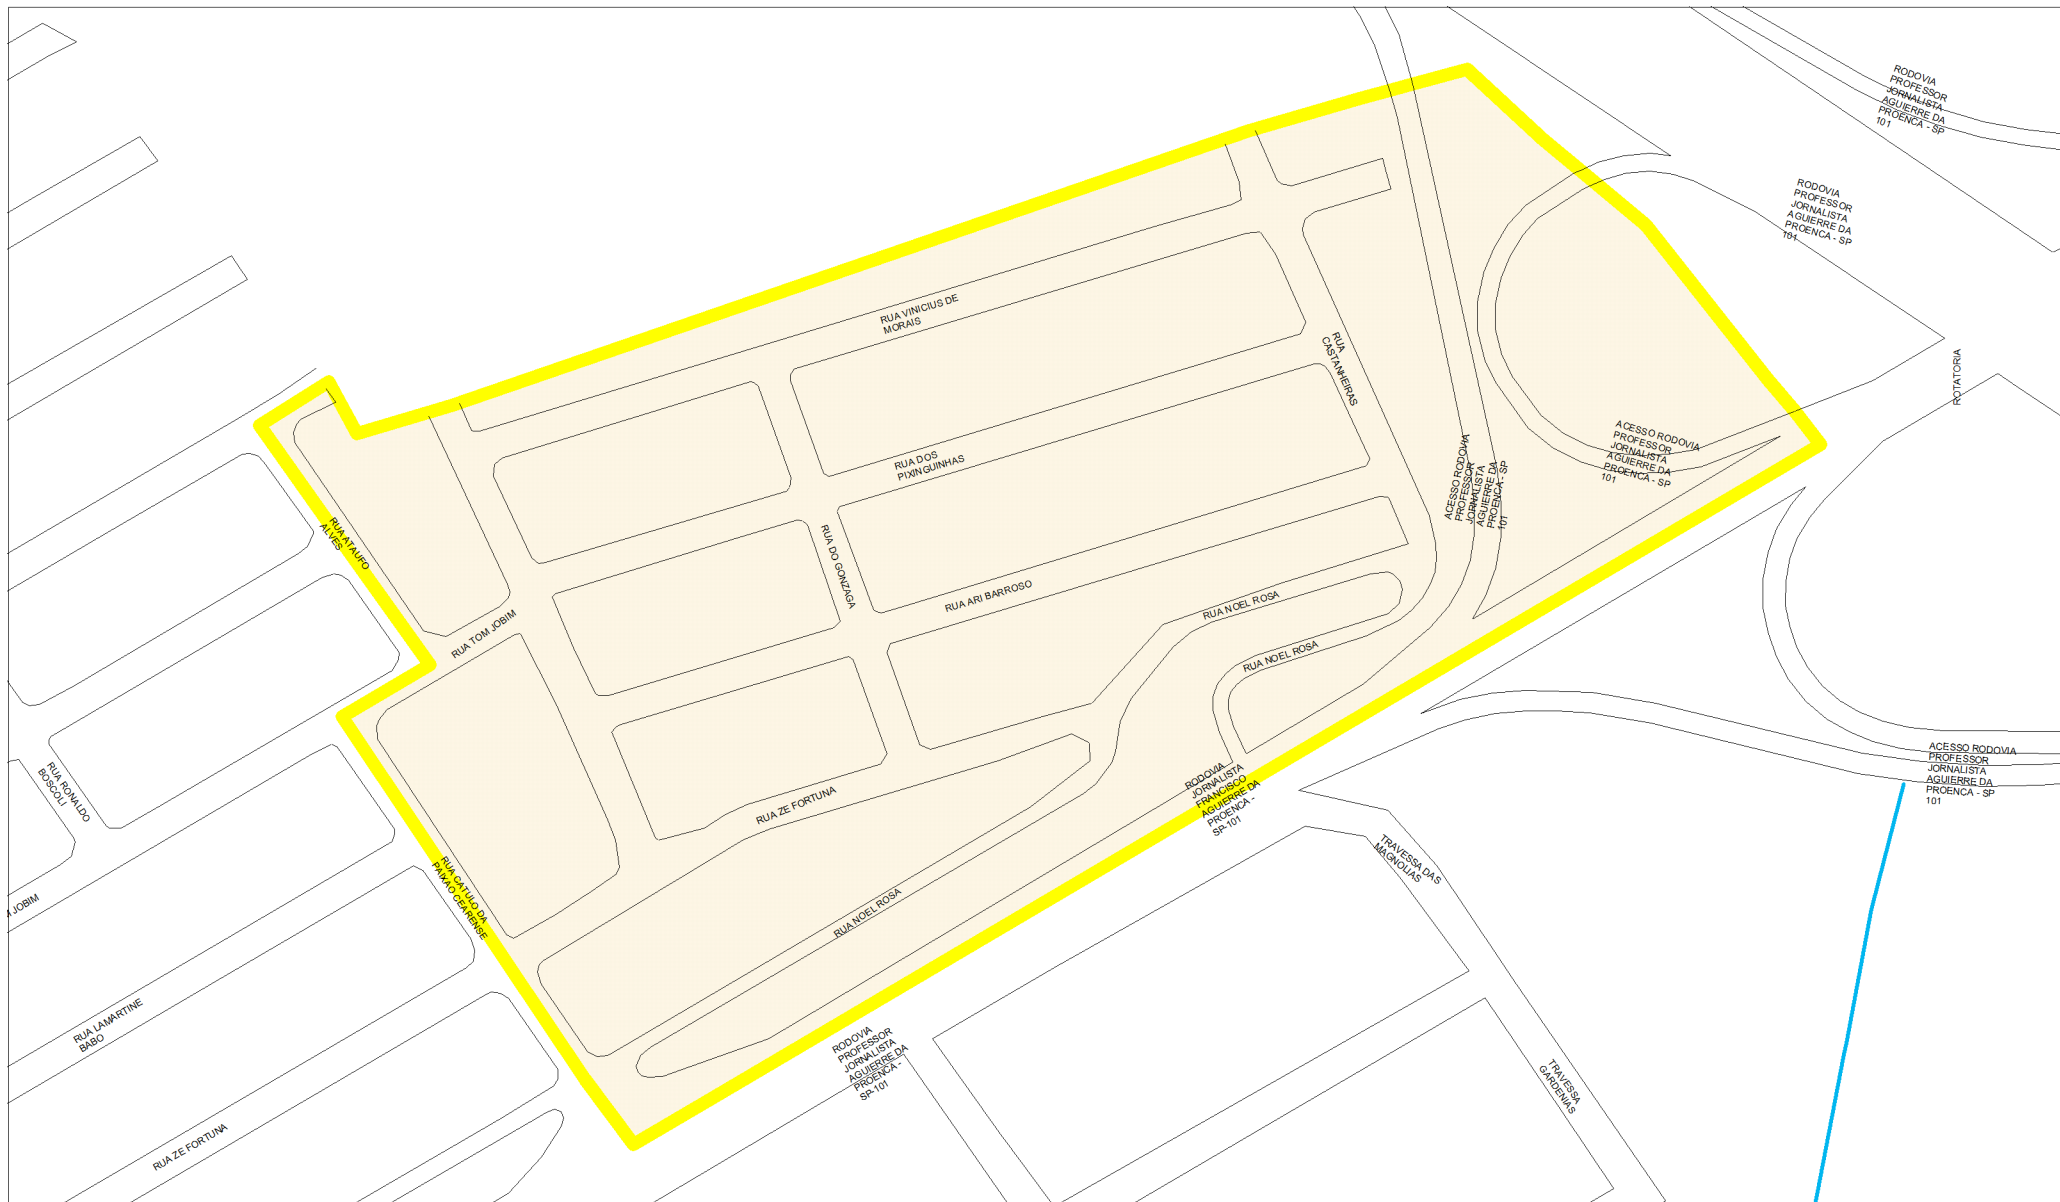 RODOVIA
PROFESSOR
JORNALISTA
AGUIERRE DA
PROENCA - SP
101
RODOVIA
PROFESSOR
JORNALISTA
AGUIERRE DA
PROENCA - SP
101
RUA VINICIUS DE
MORAIS
RUA
CASTANHEIRAS
ROTATORIA
ACESSO RODOVIA
PROFESSOR
JORNALISTA
AGUIERRE DA
PROENCA - SP
101
RUA DOS
PIXINGUINHAS
ACESSO RODOVIA
PROFESSOR
JORNALISTA
AGUIERRE DA
PROENCA - SP
101
RUA ATAUFO
ALVES
RUA DO GONZAGA
RUA ARI BARROSO
RUA NOEL ROSA
RUA TOM JOBIM
RUA NOEL ROSA
RUA RONALDO
BOSCOLI
RODOVIA
JORNALISTA
FRANCISCO
AGUIERRE DA
PROENCA -
SP-101
ACESSO RODOVIA
PROFESSOR
JORNALISTA
AGUIERRE DA
PROENCA - SP
101
RUA ZE FORTUNA
TRAVESSA DAS
MAGNOLIAS
RUA CATULO DA
PAIXAO CEARENSE
JOBIM
RUA NOEL ROSA
RUA LAMARTINE
BABO
RODOVIA
PROFESSOR
JORNALISTA
AGUIERRE DA
PROENCA -
SP-101
TRAVESSA
GARDENIAS
RUA ZE FORTUNA